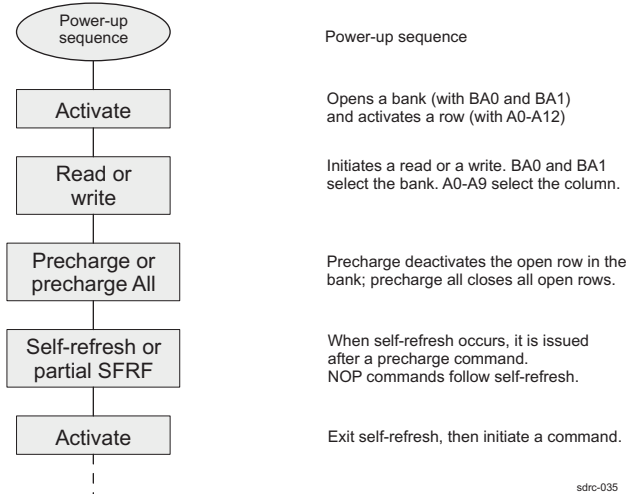 Power-up
sequence
Power-up sequence
Activate
Opens a bank (with BA0 and BA1)
and activates a row (with A0-A12)
Read or
write
Initiates a read or a write. BA0 and BA1
select the bank. A0-A9 select the column.
Precharge or
precharge All
Precharge deactivates the open row in the
bank; precharge all closes all open rows.
Self-refresh or
partial SFRF
When self-refresh occurs, it is issued
after a precharge command.
NOP commands follow self-refresh.
Activate
Exit self-refresh, then initiate a command.
sdrc-035